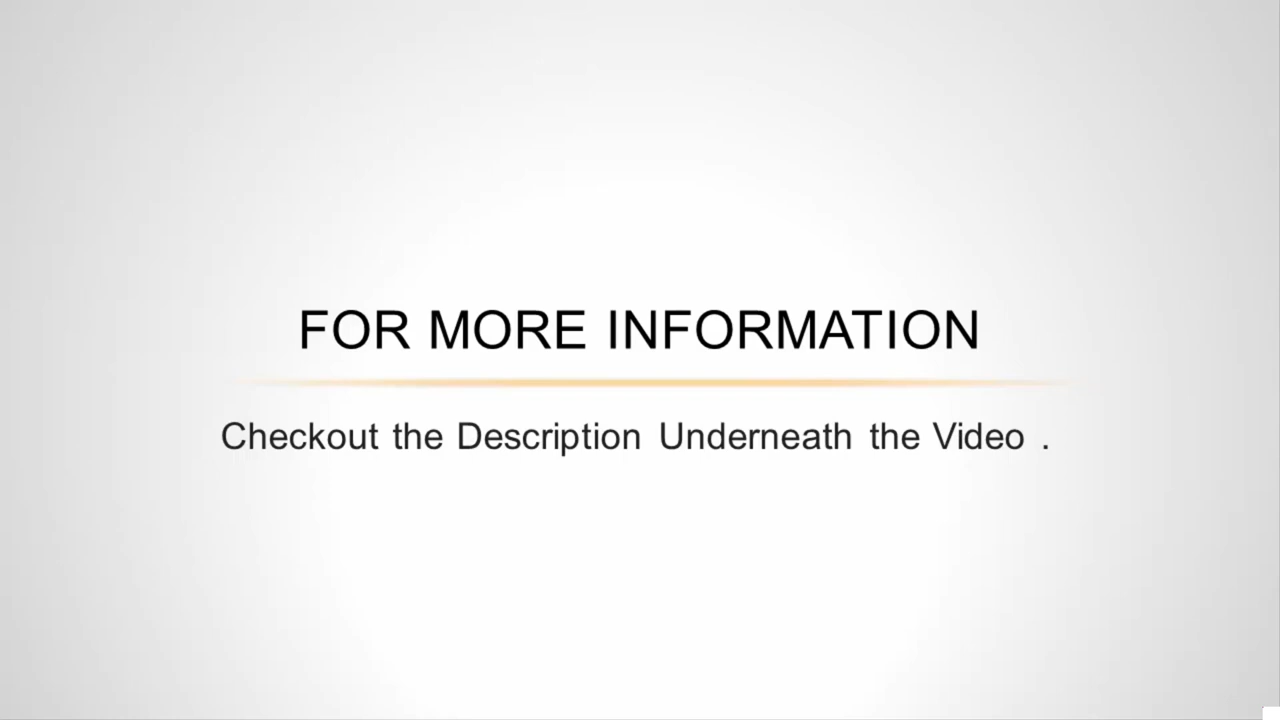 FOR MORE INFORMATION
Checkout the Description Underneath the Video .